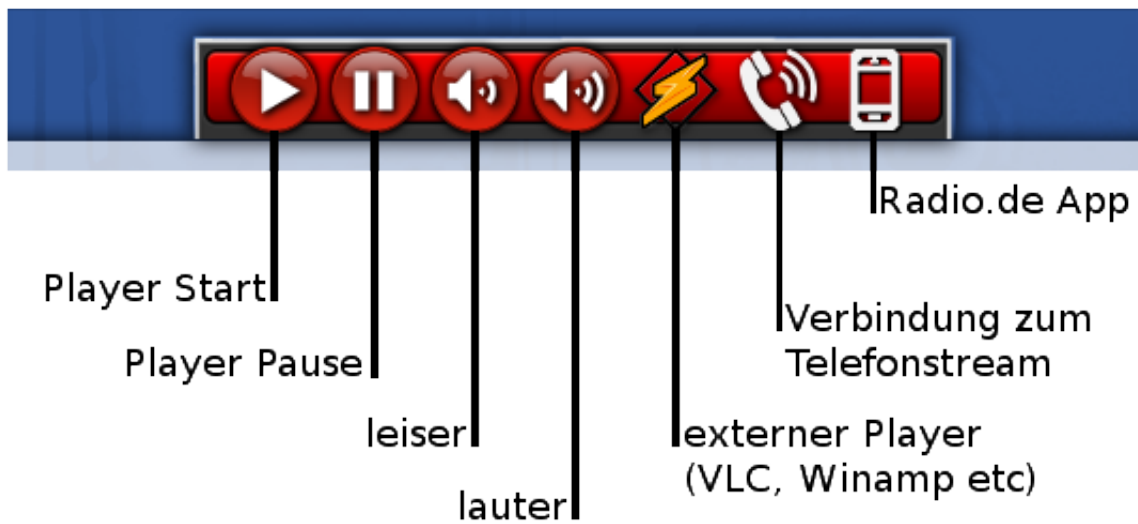 Radio.de App
Player Start
Verbindung zum
Telefonstream
Player Pause
leiser
externer Player
(VLC, Winamp etc)
lauter